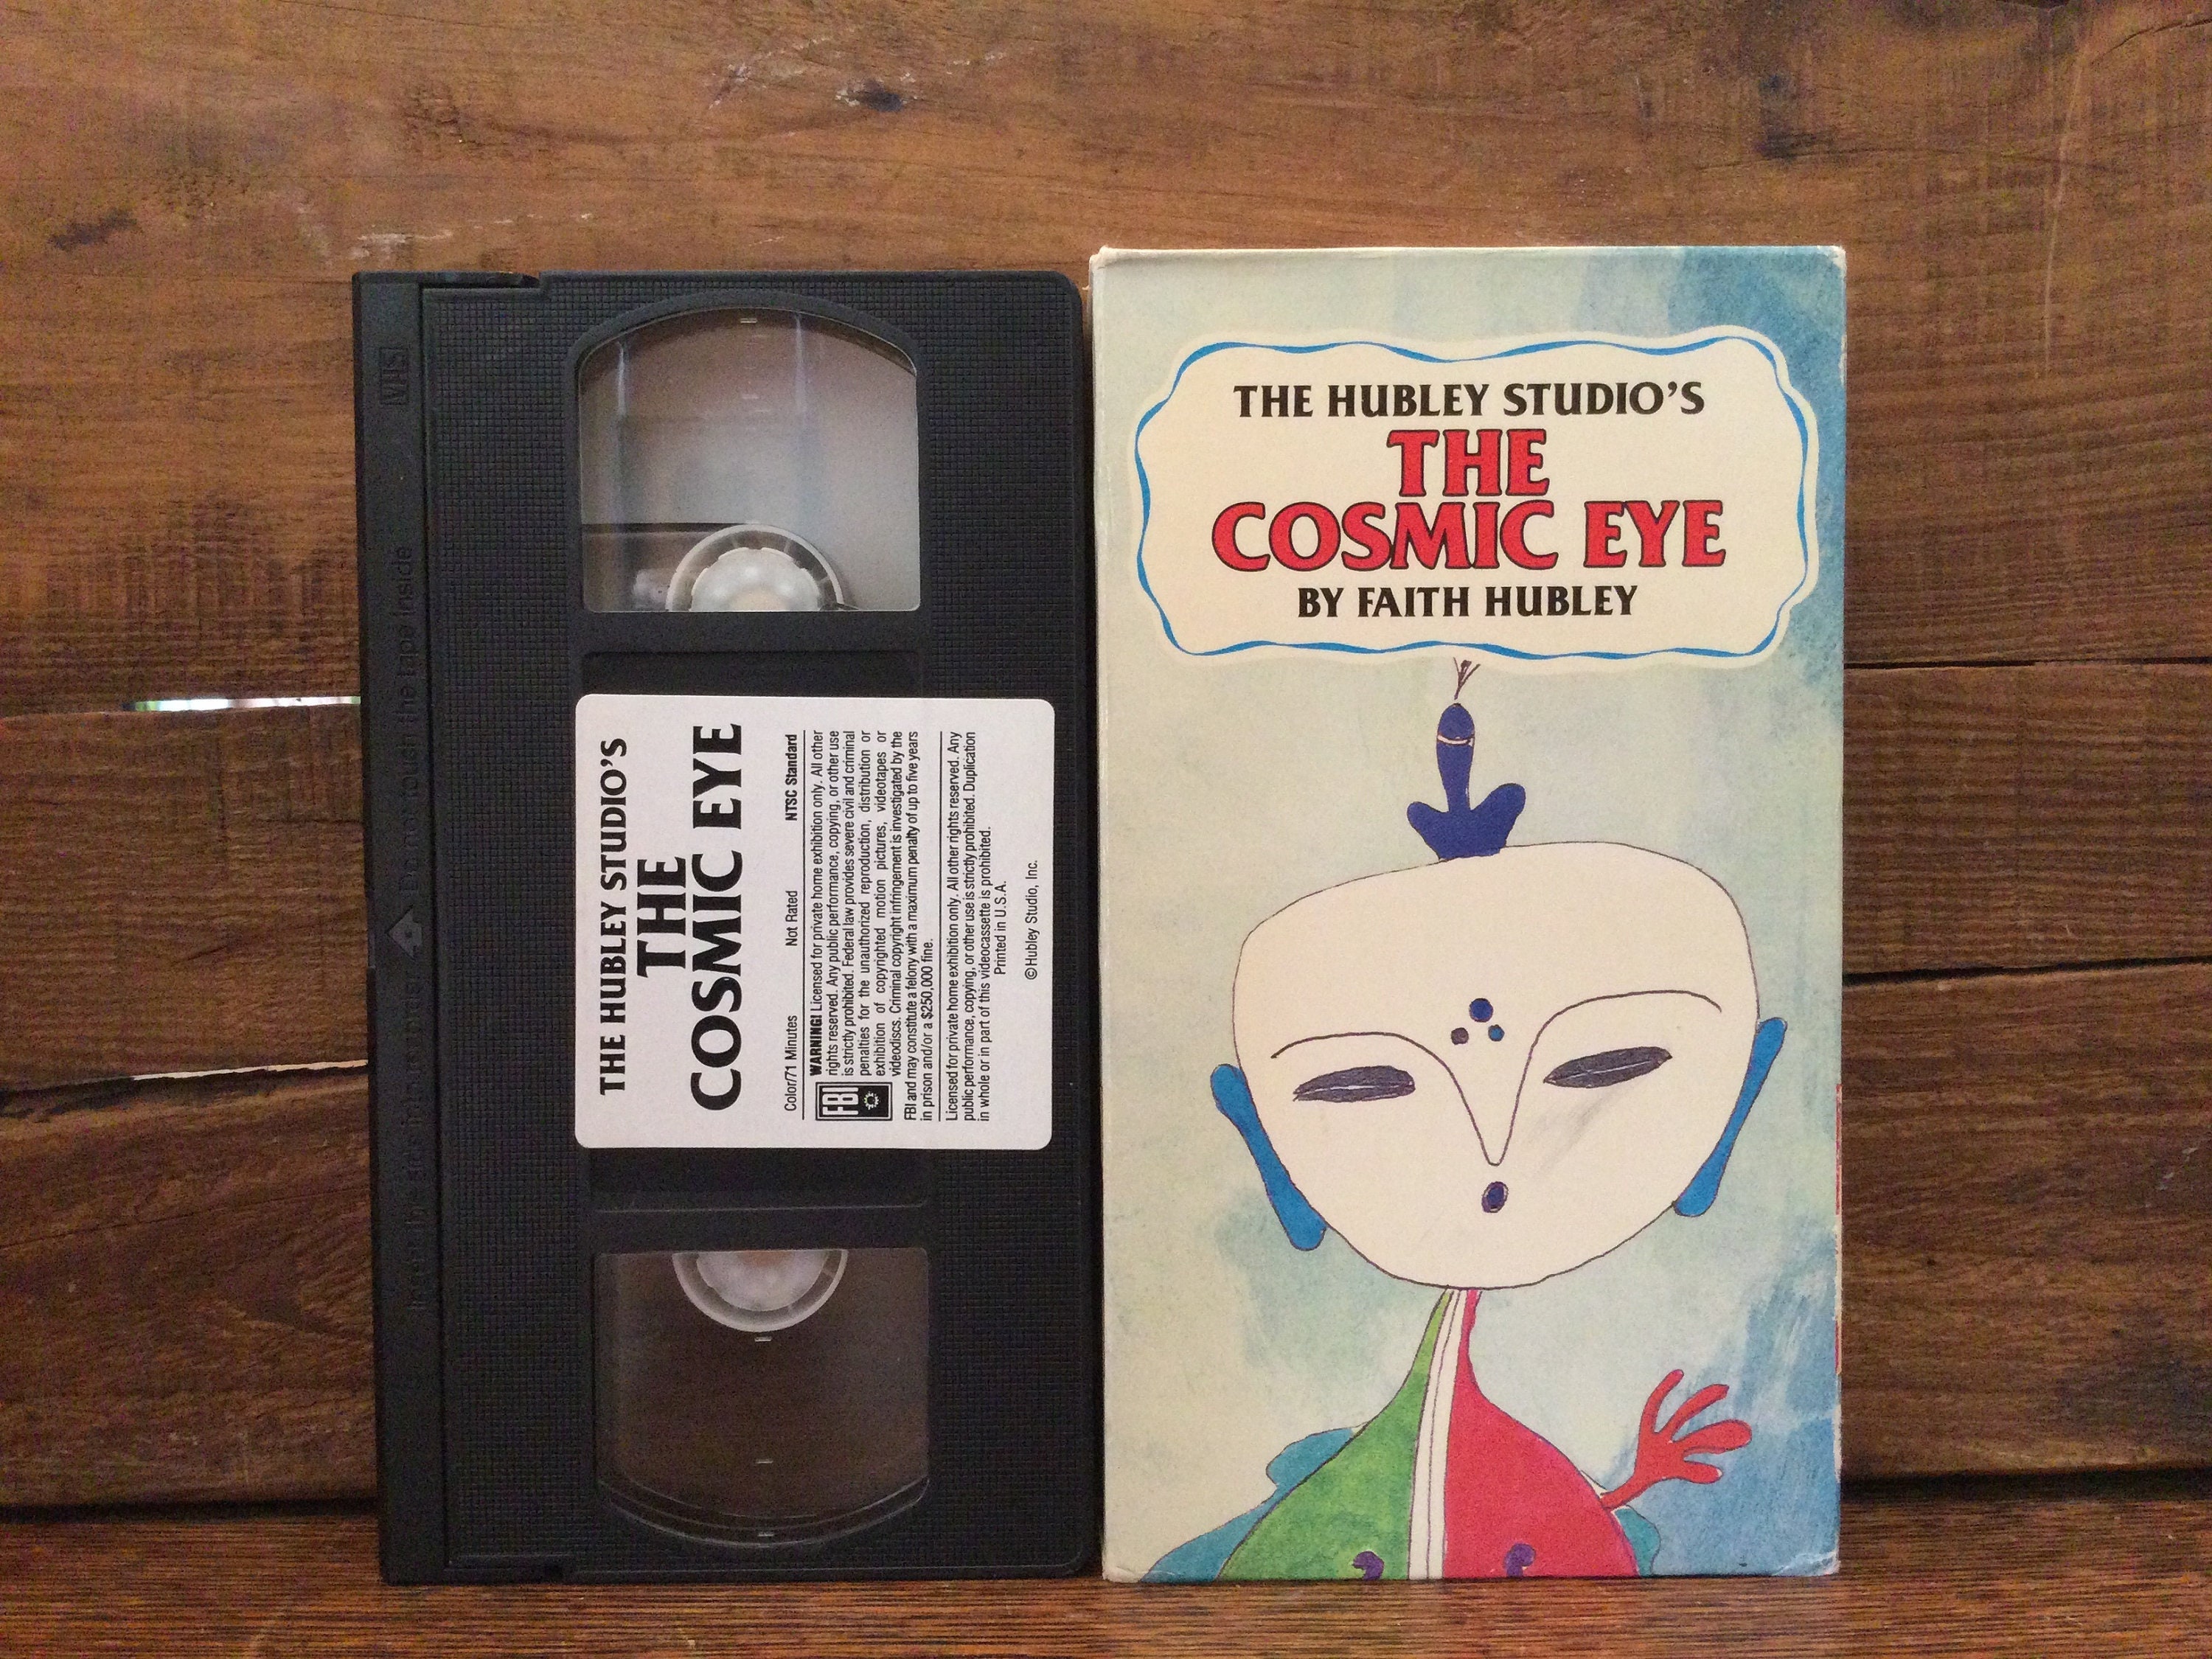 VHS
Do not touch the tape inside
THE HUBLEY STUDIO'S
THE
COSMIC EYE
Color/71 Minutes Not Rated NTSC Standard
FBI
WARNING! Licensed for private home exhibition only. All other
rights reserved. Any public performance, copying, or other use
is strictly prohibited. Federal law provides severe civil and criminal
penalties for the unauthorized reproduction, distribution or
exhibition of copyrighted motion pictures, videotapes or
videodiscs. Criminal copyright infringement is investigated by the
FBI and may constitute a felony with a maximum penalty of up to five years
in prison and/or a $250,000 fine.
Licensed for private home exhibition only. All other rights reserved. Any
public performance, copying, or other use is strictly prohibited. Duplication
in whole or in part of this videocassette is prohibited.
Printed in U.S.A.
©Hubley Studio, Inc.
THE HUBLEY STUDIO'S
THE
COSMIC EYE
BY FAITH HUBLEY